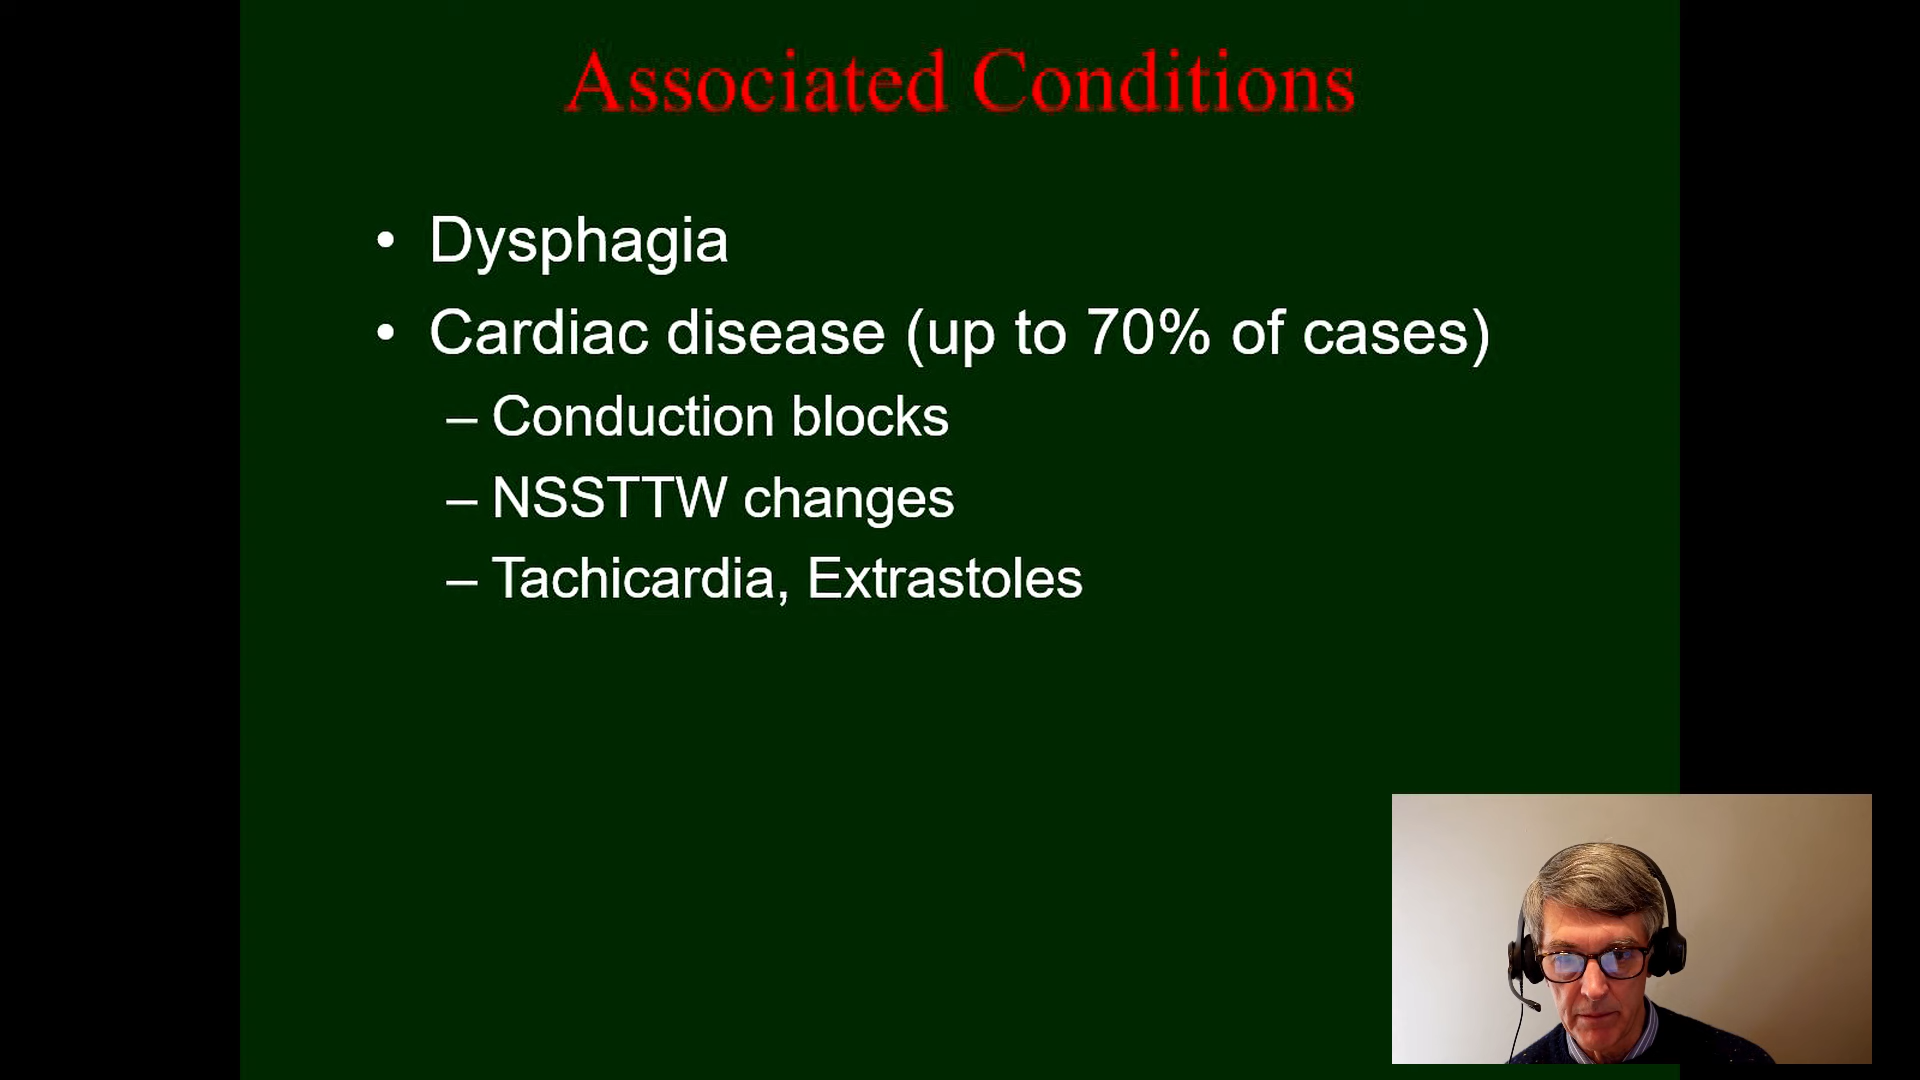 Associated Conditions
• Dysphagia
• Cardiac disease (up to 70% of cases)
– Conduction blocks
– NSSTTW changes
– Tachicardia, Extrastoles